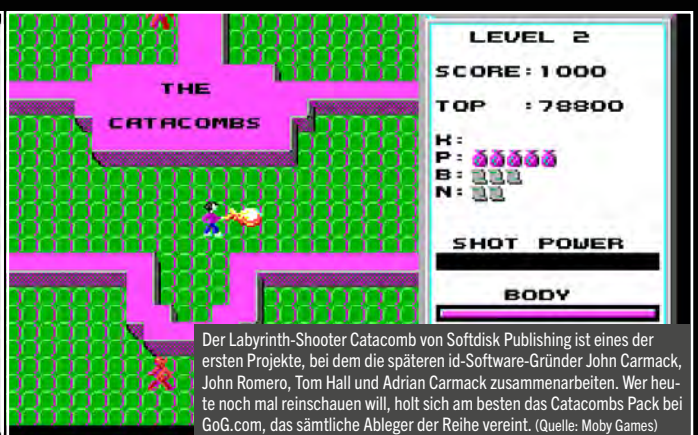 THE
CATACOMBS
LEVEL 2
SCORE:1000
TOP :78800
K:
P:
B:
N:
SHOT POWER
BODY
Der Labyrinth-Shooter Catacomb von Softdisk Publishing ist eines der
ersten Projekte, bei dem die späteren id-Software-Gründer John Carmack,
John Romero, Tom Hall und Adrian Carmack zusammenarbeiten. Wer heu-
te noch mal reinschauen will, holt sich am besten das Catacombs Pack bei
GoG.com, das sämtliche Ableger der Reihe vereint. (Quelle: Moby Games)